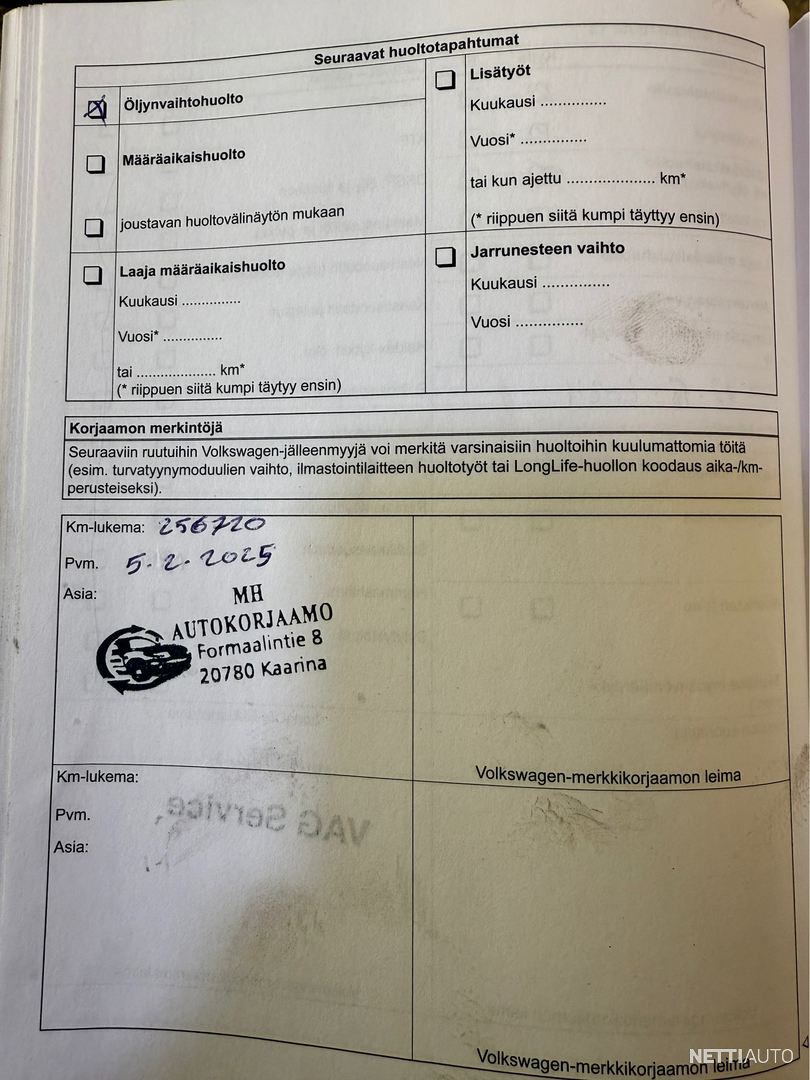 Seuraavat huoltotapahtumat
Öljynvaihtohuolto
Määräaikaishuolto
joustavan huoltovälinäytön mukaan
Lisätyöt
Kuukausi ...............
Vuosi* ...............
tai kun ajettu .................... km*
(* riippuen siitä kumpi täyttyy ensin)
Laaja määräaikaishuolto
Kuukausi ..............
Vuosi* ..............
tai .................... km*
(* riippuen siitä kumpi täytyy ensin)
Jarrunesteen vaihto
Kuukausi ...............
Vuosi ...............
Korjaamon merkintöjä
Seuraaviin ruutuihin Volkswagen-jälleenmyyjä voi merkitä varsinaisiin huoltoihin kuulumattomia töitä
(esim. turvatyynymoduulien vaihto, ilmastointilaitteen huoltotyöt tai LongLife-huollon koodaus aika-/km-
perusteiseksi).
Km-lukema: 256720
Pvm. 5.2.2025
Asia:
MH
AUTOKORJAAMO
Formaalintie 8
20780 Kaarina
Volkswagen-merkkikorjaamon leima
Km-lukema:
Pvm.
Asia:
VAG Service
Volkswagen-merkkikorjaamon leima
NETTIAUTO